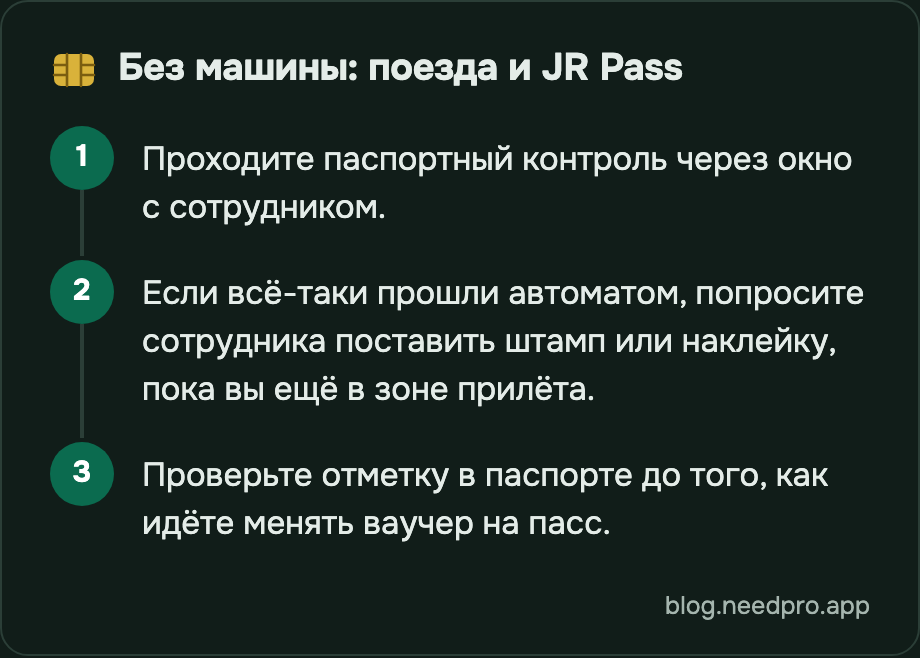 Без машины: поезда и JR Pass
1
Проходите паспортный контроль через окно
с сотрудником.
2
Если всё-таки прошли автоматом, попросите
сотрудника поставить штамп или наклейку,
пока вы ещё в зоне прилёта.
3
Проверьте отметку в паспорте до того, как
идёте менять ваучер на пасс.
blog.needpro.app